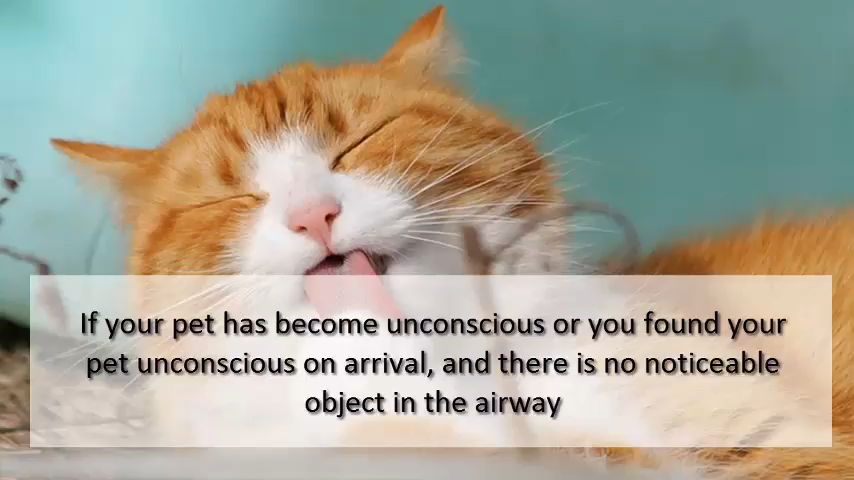 If your pet has become unconscious or you found your
pet unconscious on arrival, and there is no noticeable
object in the airway